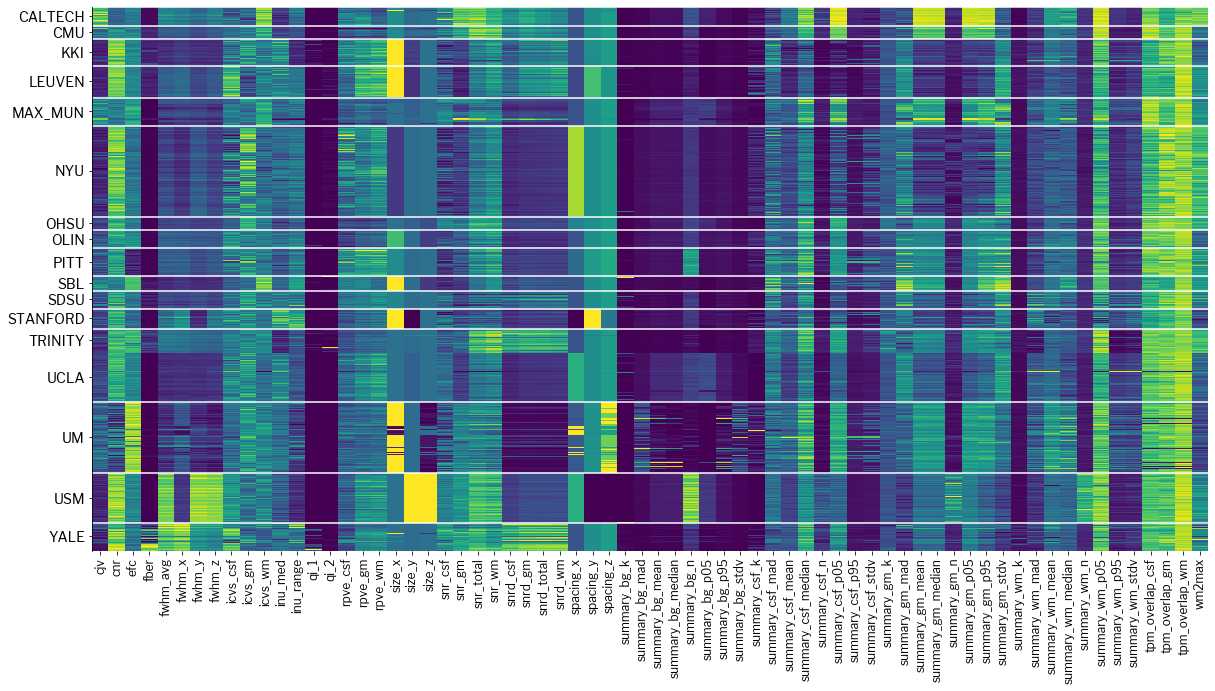 CALTECH
CMU
KKI
LEUVEN
MAX_MUN
NYU
OHSU
OLIN
PITT
SBL
SDSU
STANFORD
TRINITY
UCLA
UM
USM
YALE
cjv
cnr
efc
fber
fwhm_avg
fwhm_x
fwhm_y
fwhm_z
icvs_csf
icvs_gm
icvs_wm
inu_med
inu_range
qi_1
qi_2
rpve_csf
rpve_gm
rpve_wm
size_x
size_y
size_z
snr_csf
snr_gm
snr_total
snr_wm
snrd_csf
snrd_gm
snrd_total
snrd_wm
spacing_x
spacing_y
spacing_z
summary_bg_k
summary_bg_mad
summary_bg_mean
summary_bg_median
summary_bg_n
summary_bg_p05
summary_bg_p95
summary_bg_stdv
summary_csf_k
summary_csf_mad
summary_csf_mean
summary_csf_median
summary_csf_n
summary_csf_p05
summary_csf_p95
summary_csf_stdv
summary_gm_k
summary_gm_mad
summary_gm_mean
summary_gm_median
summary_gm_n
summary_gm_p05
summary_gm_p95
summary_gm_stdv
summary_wm_k
summary_wm_mad
summary_wm_mean
summary_wm_median
summary_wm_n
summary_wm_p05
summary_wm_p95
summary_wm_stdv
tpm_overlap_csf
tpm_overlap_gm
tpm_overlap_wm
wm2max